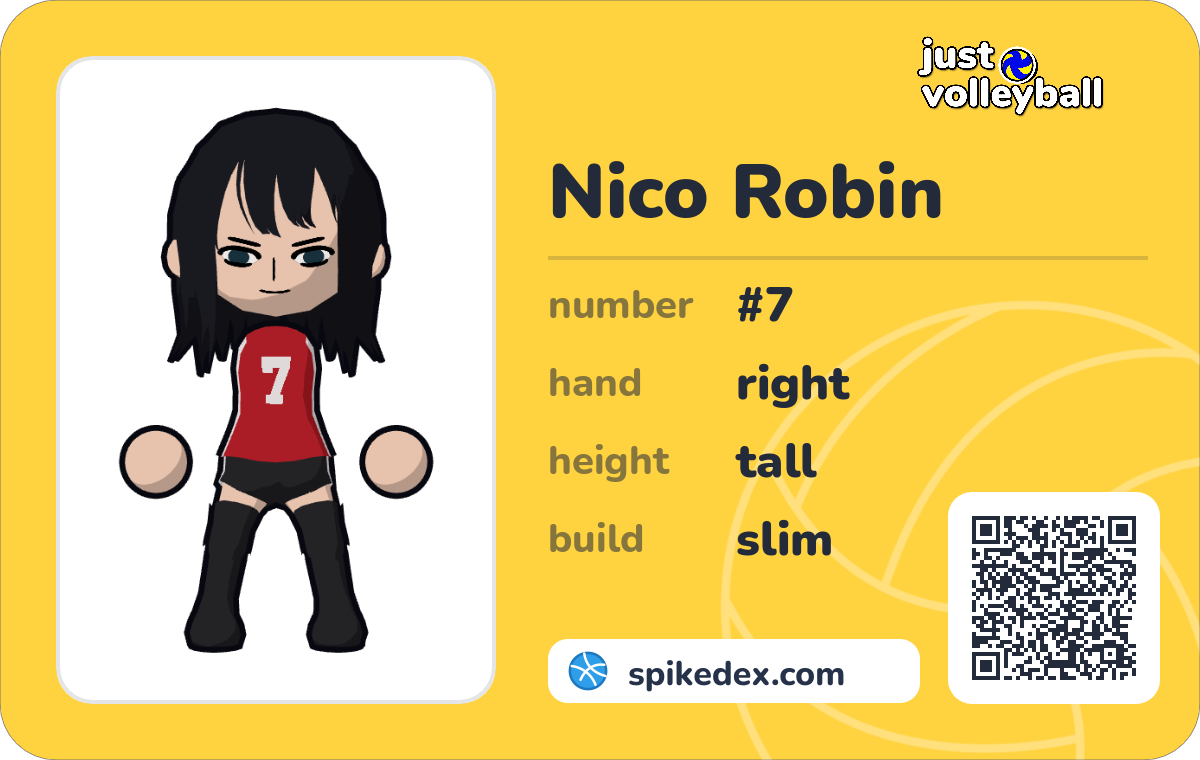 just
volleyball
Nico Robin
number #7
hand right
height tall
build slim
7
spikedex.com